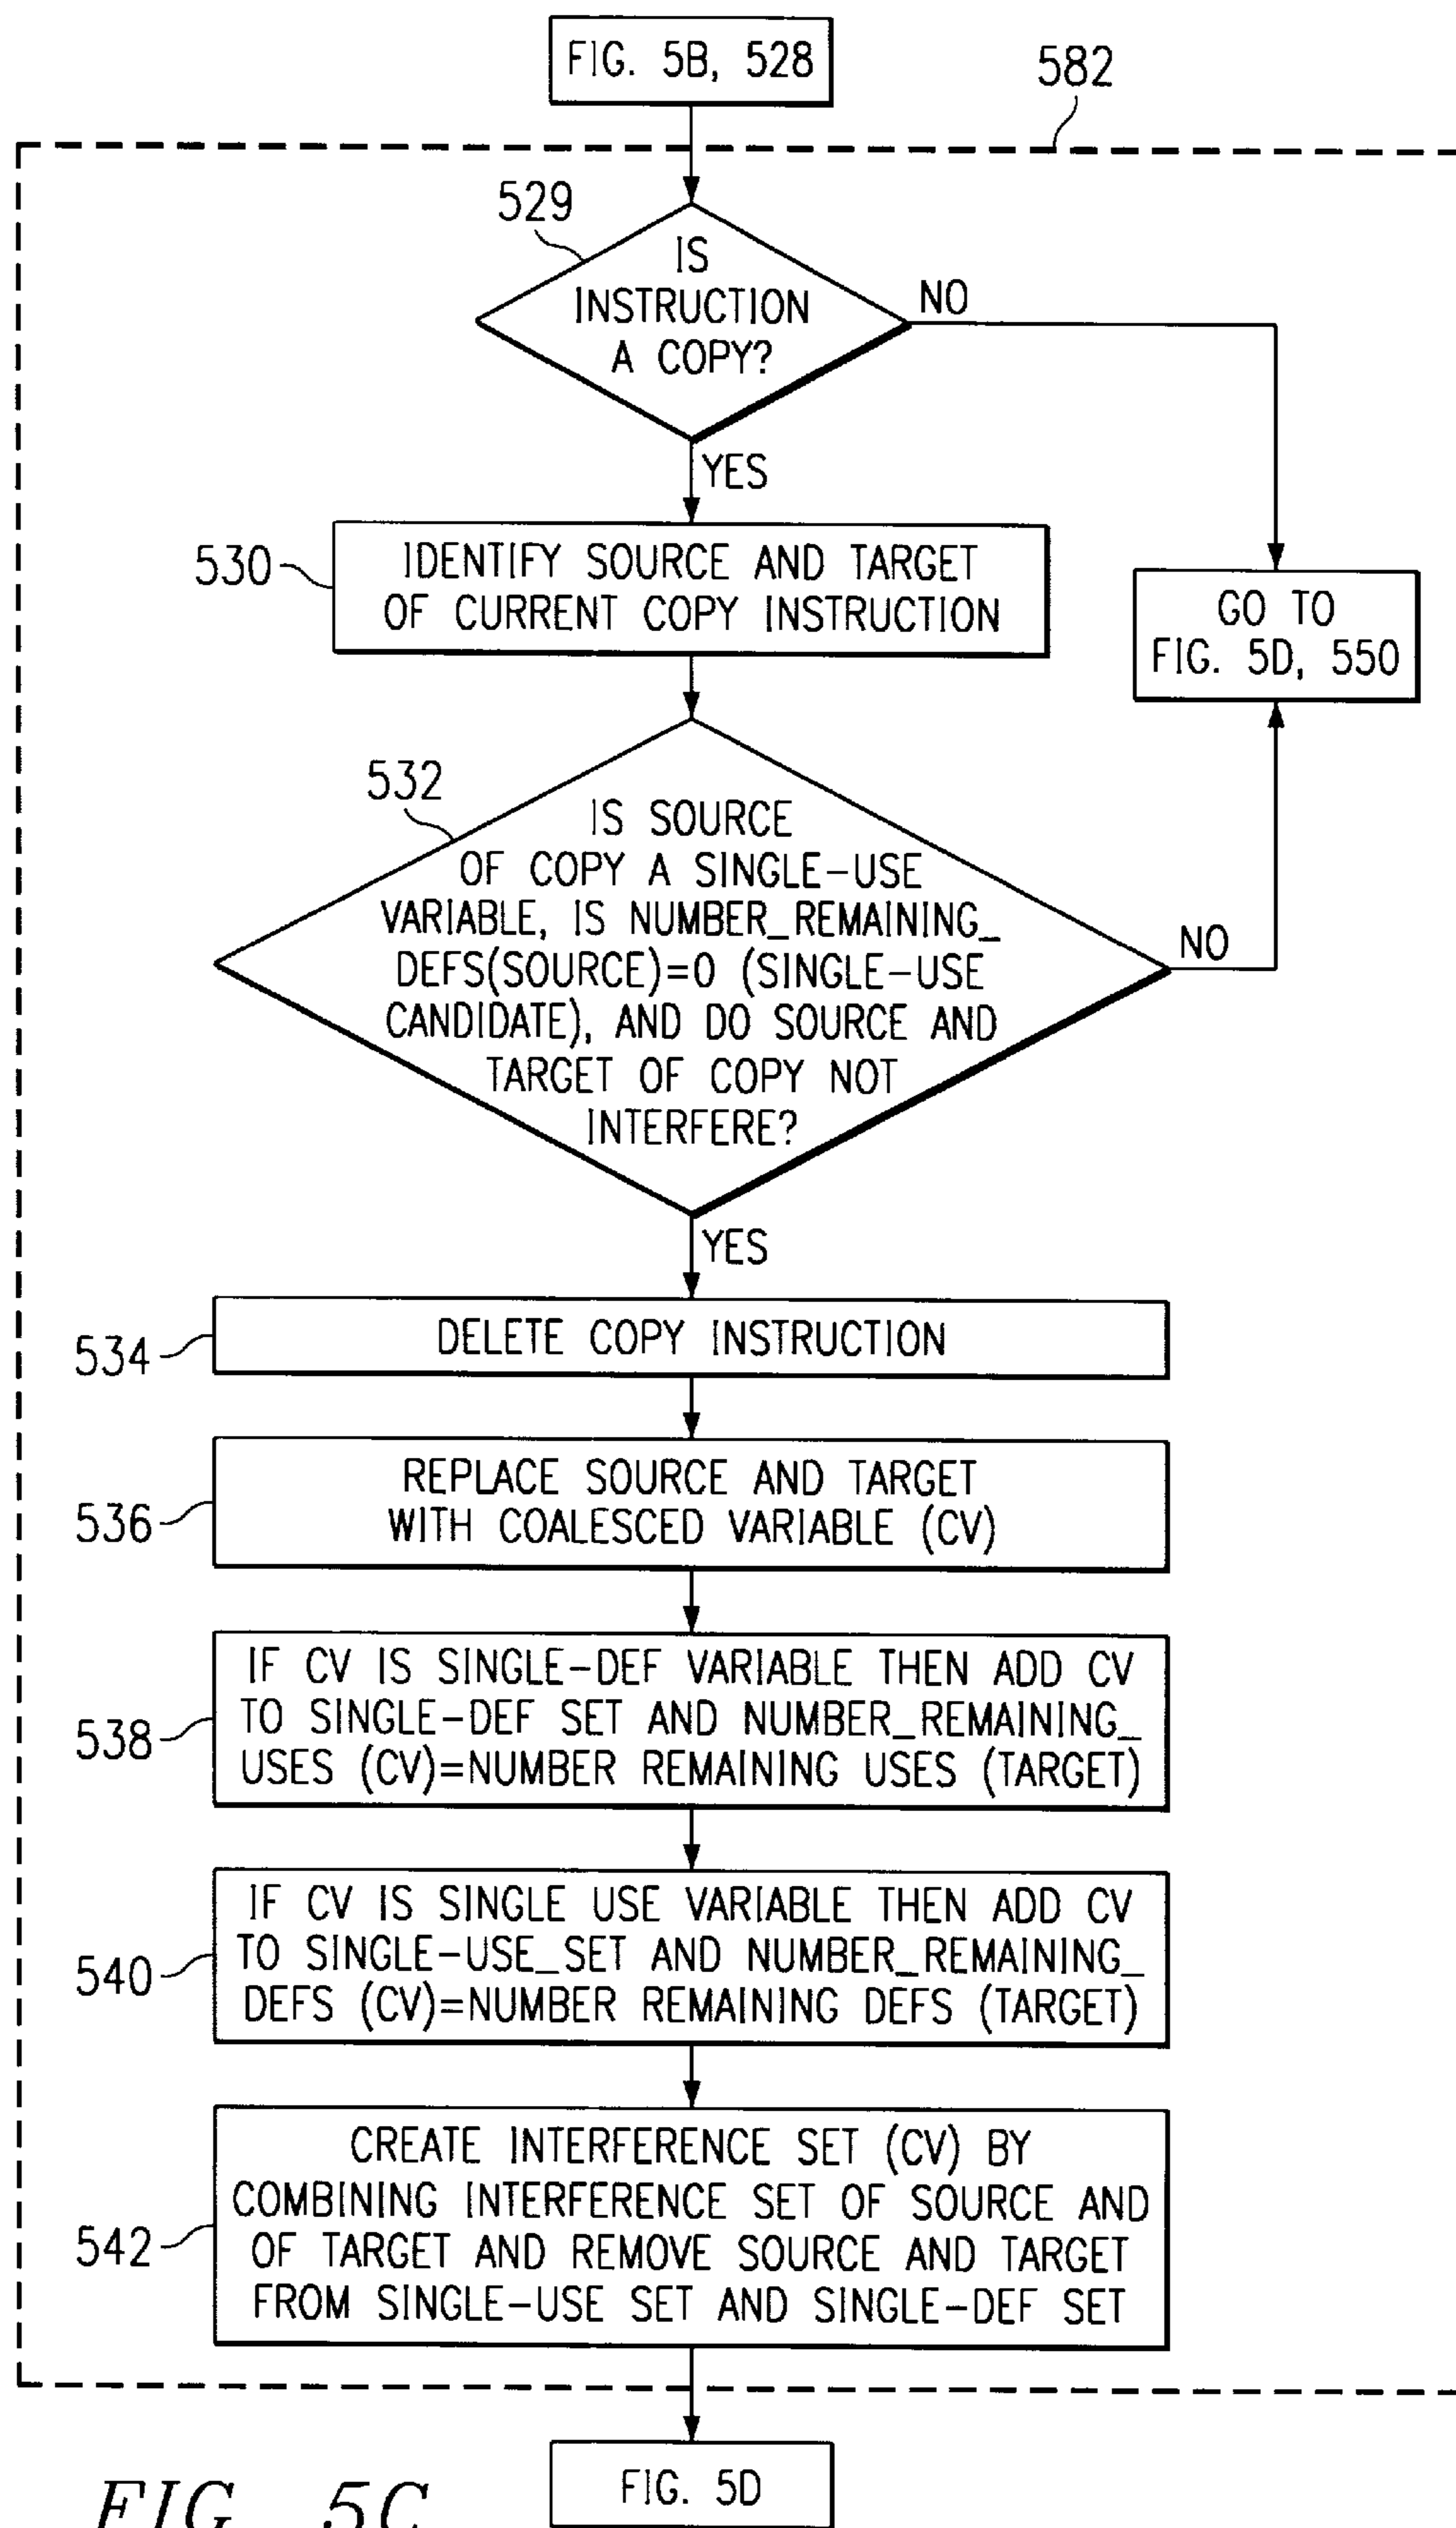 FIG. 5B, 528
582
529
IS
INSTRUCTION
A COPY?
NO
YES
530
IDENTIFY SOURCE AND TARGET
OF CURRENT COPY INSTRUCTION
GO TO
FIG. 5D, 550
532
IS SOURCE
OF COPY A SINGLE-USE
VARIABLE, IS NUMBER_REMAINING_
DEFS(SOURCE)=0 (SINGLE-USE
CANDIDATE), AND DO SOURCE AND
TARGET OF COPY NOT
INTERFERE?
NO
YES
534
DELETE COPY INSTRUCTION
536
REPLACE SOURCE AND TARGET
WITH COALESCED VARIABLE (CV)
538
IF CV IS SINGLE-DEF VARIABLE THEN ADD CV
TO SINGLE-DEF SET AND NUMBER_REMAINING_
USES (CV)=NUMBER REMAINING USES (TARGET)
540
IF CV IS SINGLE USE VARIABLE THEN ADD CV
TO SINGLE-USE_SET AND NUMBER_REMAINING_
DEFS (CV)=NUMBER REMAINING DEFS (TARGET)
542
CREATE INTERFERENCE SET (CV) BY
COMBINING INTERFERENCE SET OF SOURCE AND
OF TARGET AND REMOVE SOURCE AND TARGET
FROM SINGLE-USE SET AND SINGLE-DEF SET
FIG. 5D
FIG. 5C